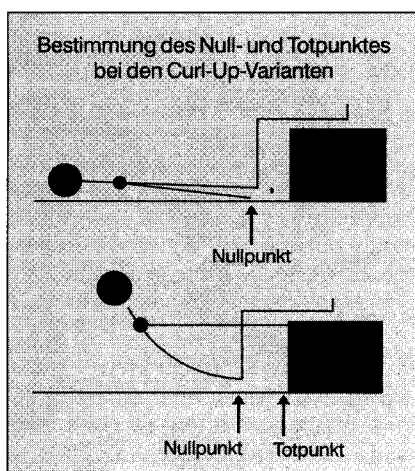 Bestimmung des Null- und Totpunktes
bei den Curl-Up-Varianten
Nullpunkt
Nullpunkt Totpunkt